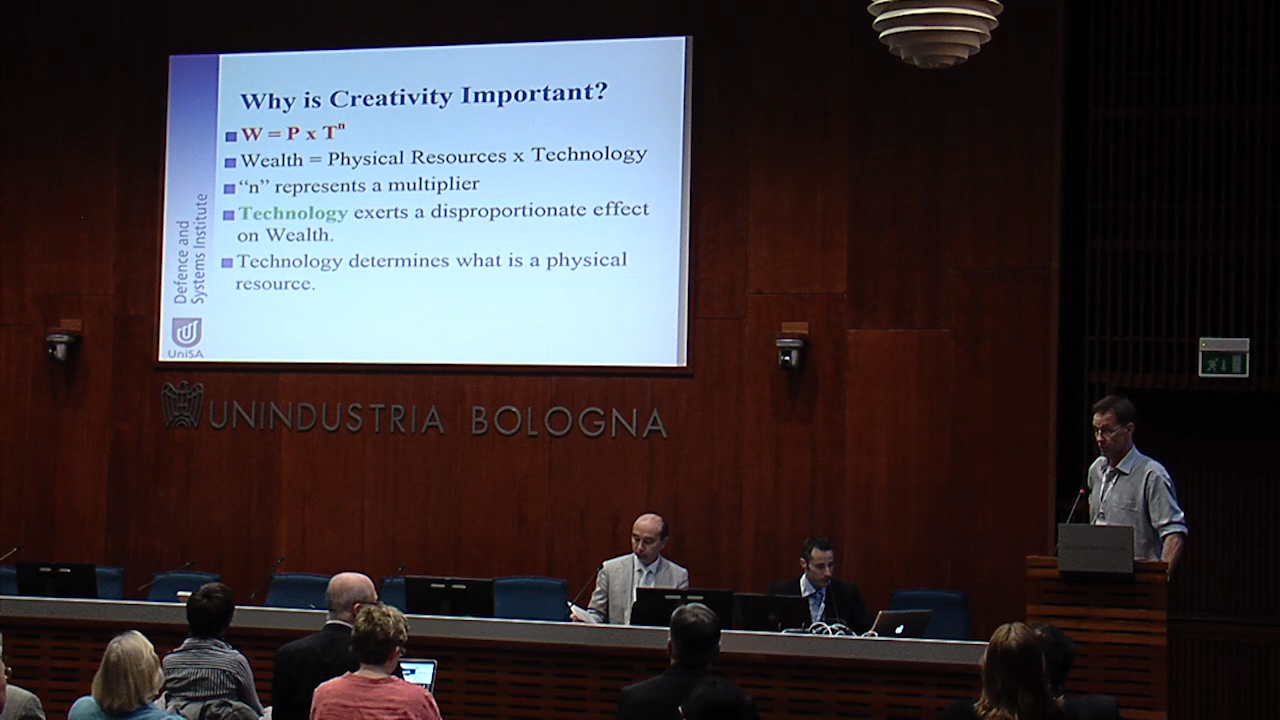 Why is Creativity Important?
W = P x Tⁿ
Wealth = Physical Resources x Technology
“n” represents a multiplier
Technology exerts a disproportionate effect
on Wealth.
Technology determines what is a physical
resource.
Defence and
Systems Institute
UniSA
UNINDUSTRIA BOLOGNA